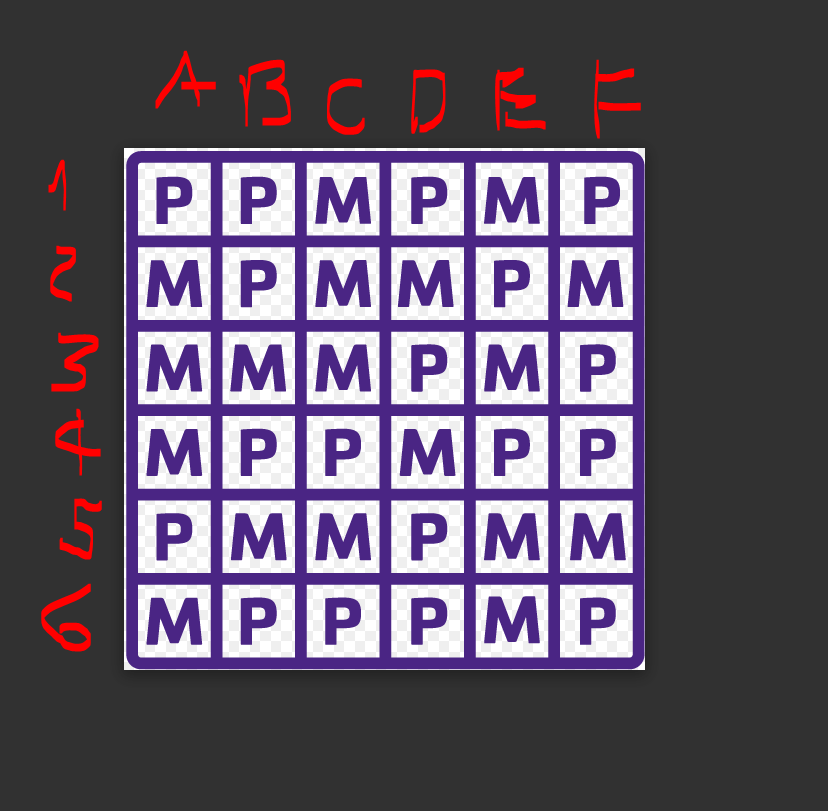 A B C D E F
1 P P M P M P
2 M P M M P M
3 M M M P M P
4 M P P M P P
5 P M M P M M
6 M P P P M P